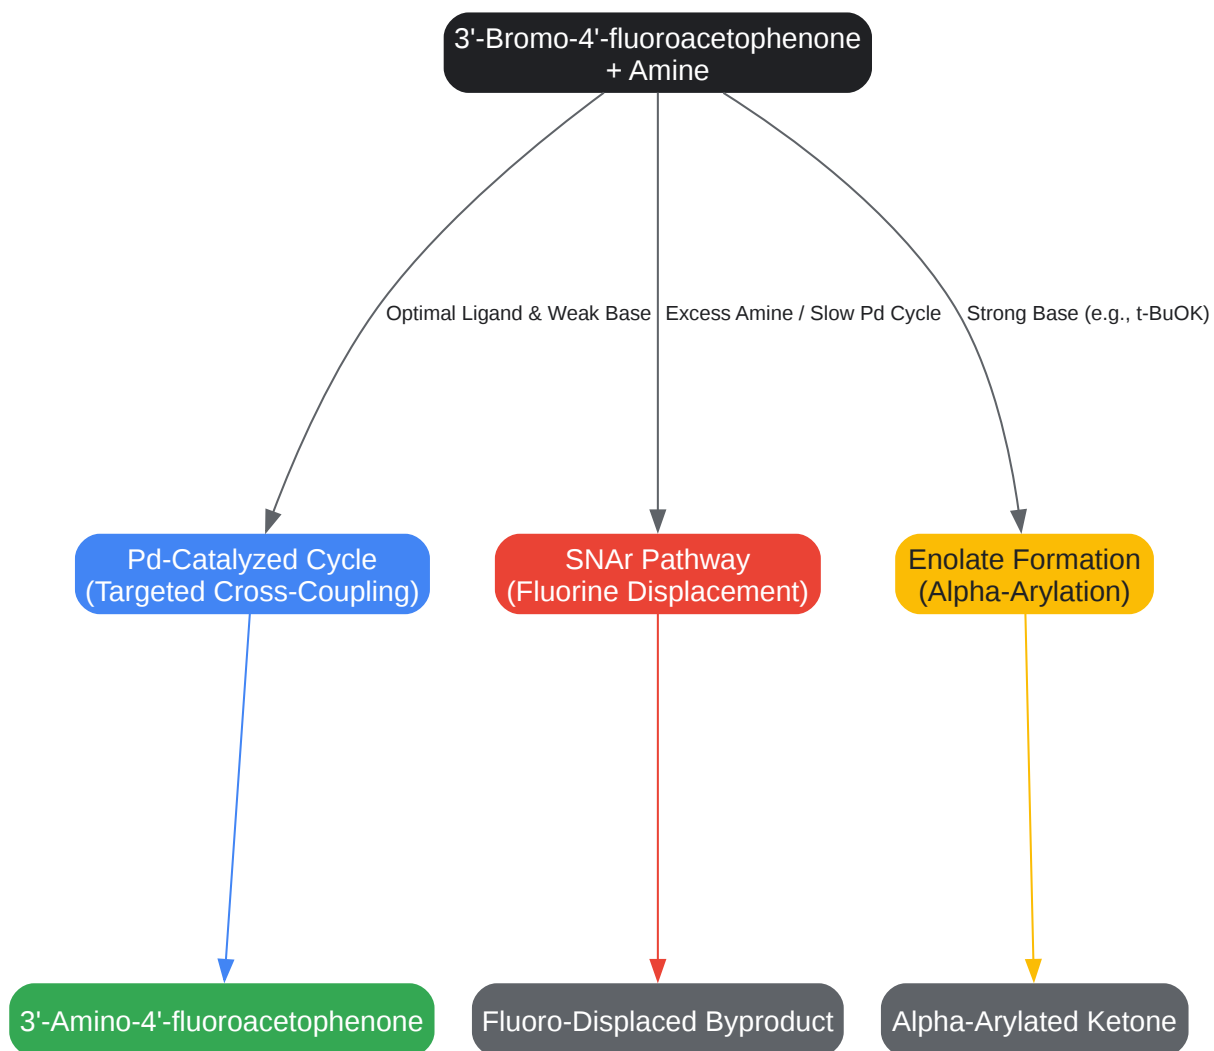 3'-Bromo-4'-fluoroacetophenone
+ Amine
Optimal Ligand & Weak Base
Excess Amine / Slow Pd Cycle
Strong Base (e.g., t-BuOK)
Pd-Catalyzed Cycle
(Targeted Cross-Coupling)
SNAr Pathway
(Fluorine Displacement)
Enolate Formation
(Alpha-Arylation)
3'-Amino-4'-fluoroacetophenone
Fluoro-Displaced Byproduct
Alpha-Arylated Ketone